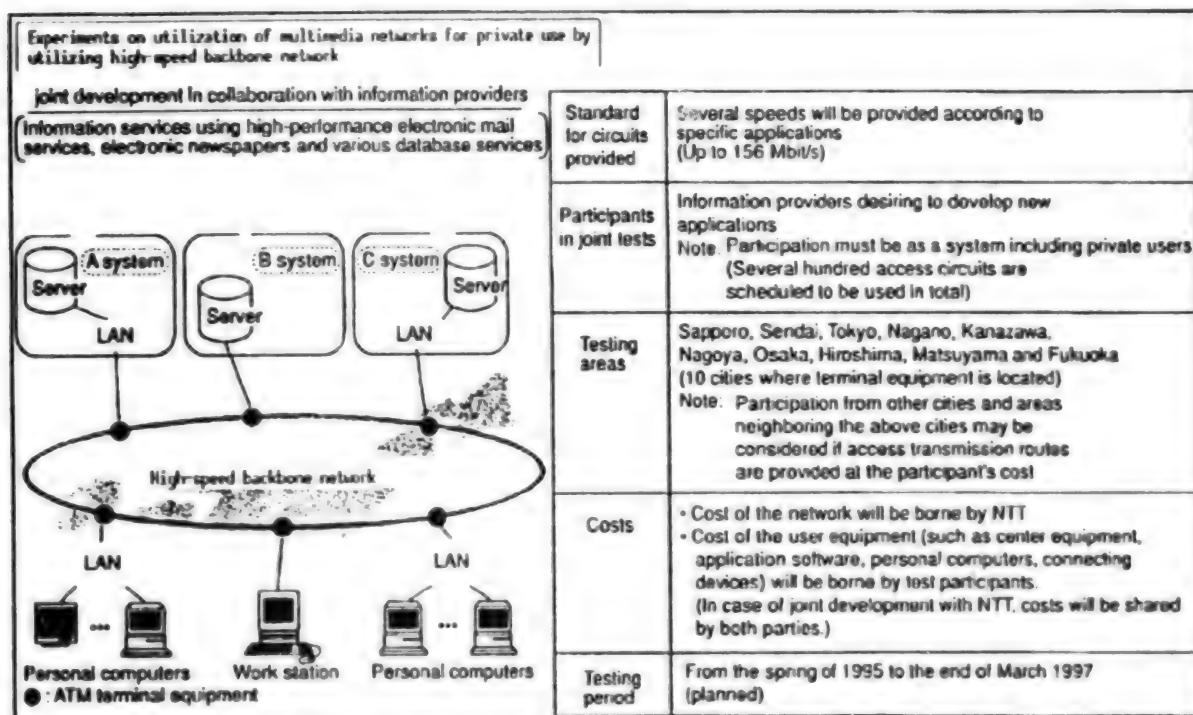 Experiments on utilization of multimedia networks for private use by
utilizing high-speed backbone network
joint development in collaboration with information providers
Information services using high-performance electronic mail
services, electronic newspapers and various database services
A system
Server
LAN
B system
Server
C system
Server
LAN
High-speed backbone network
LAN
LAN
...
...
Personal computers
Work station
Personal computers
: ATM terminal equipment
Standard
for circuits
provided
Several speeds will be provided according to
specific applications
(Up to 156 Mbit/s)
Participants
in joint tests
Information providers desiring to develop new
applications
Note: Participation must be as a system including private users
(Several hundred access circuits are
scheduled to be used in total)
Testing
areas
Sapporo, Sendai, Tokyo, Nagano, Kanazawa,
Nagoya, Osaka, Hiroshima, Matsuyama and Fukuoka
(10 cities where terminal equipment is located)
Note: Participation from other cities and areas
neighboring the above cities may be
considered if access transmission routes
are provided at the participant's cost
Costs
• Cost of the network will be borne by NTT
• Cost of the user equipment (such as center equipment,
application software, personal computers, connecting
devices) will be borne by test participants.
(In case of joint development with NTT, costs will be shared
by both parties.)
Testing
period
From the spring of 1995 to the end of March 1997
(planned)